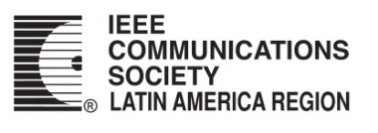 IEEE
COMMUNICATIONS
SOCIETY
® LATIN AMERICA REGION